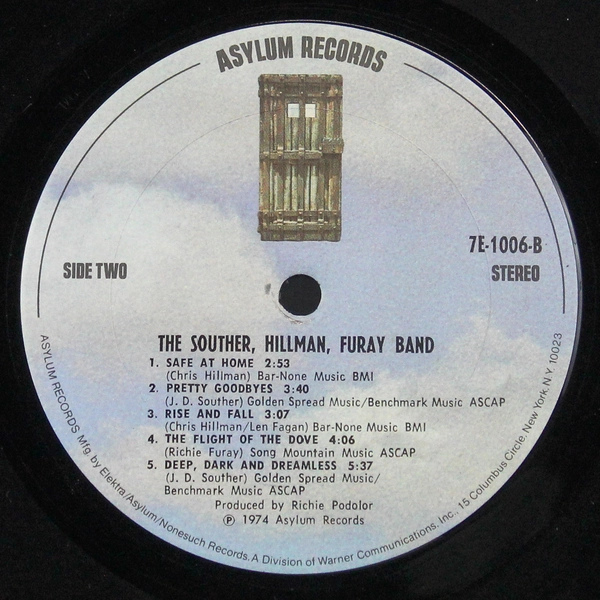 ASYLUM RECORDS
7E-1006-B
SIDE TWO
STEREO
THE SOUTHER, HILLMAN, FURAY BAND
1. SAFE AT HOME 2:53
(Chris Hillman) Bar-None Music BMI
2. PRETTY GOODBYES 3:40
(J. D. Souther) Golden Spread Music/Benchmark Music ASCAP
3. RISE AND FALL 3:07
(Chris Hillman/Len Fagan) Bar-None Music BMI
4. THE FLIGHT OF THE DOVE 4:06
(Richie Furay) Song Mountain Music ASCAP
5. DEEP, DARK AND DREAMLESS 5:37
(J. D. Souther) Golden Spread Music/
Benchmark Music ASCAP
Produced by Richie Podolor
℗ 1974 Asylum Records
ASYLUM RECORDS Mfg. by Elektra/Asylum/Nonesuch Records. A Division of Warner Communications, Inc., 15 Columbus Circle, New York, N.Y. 10023